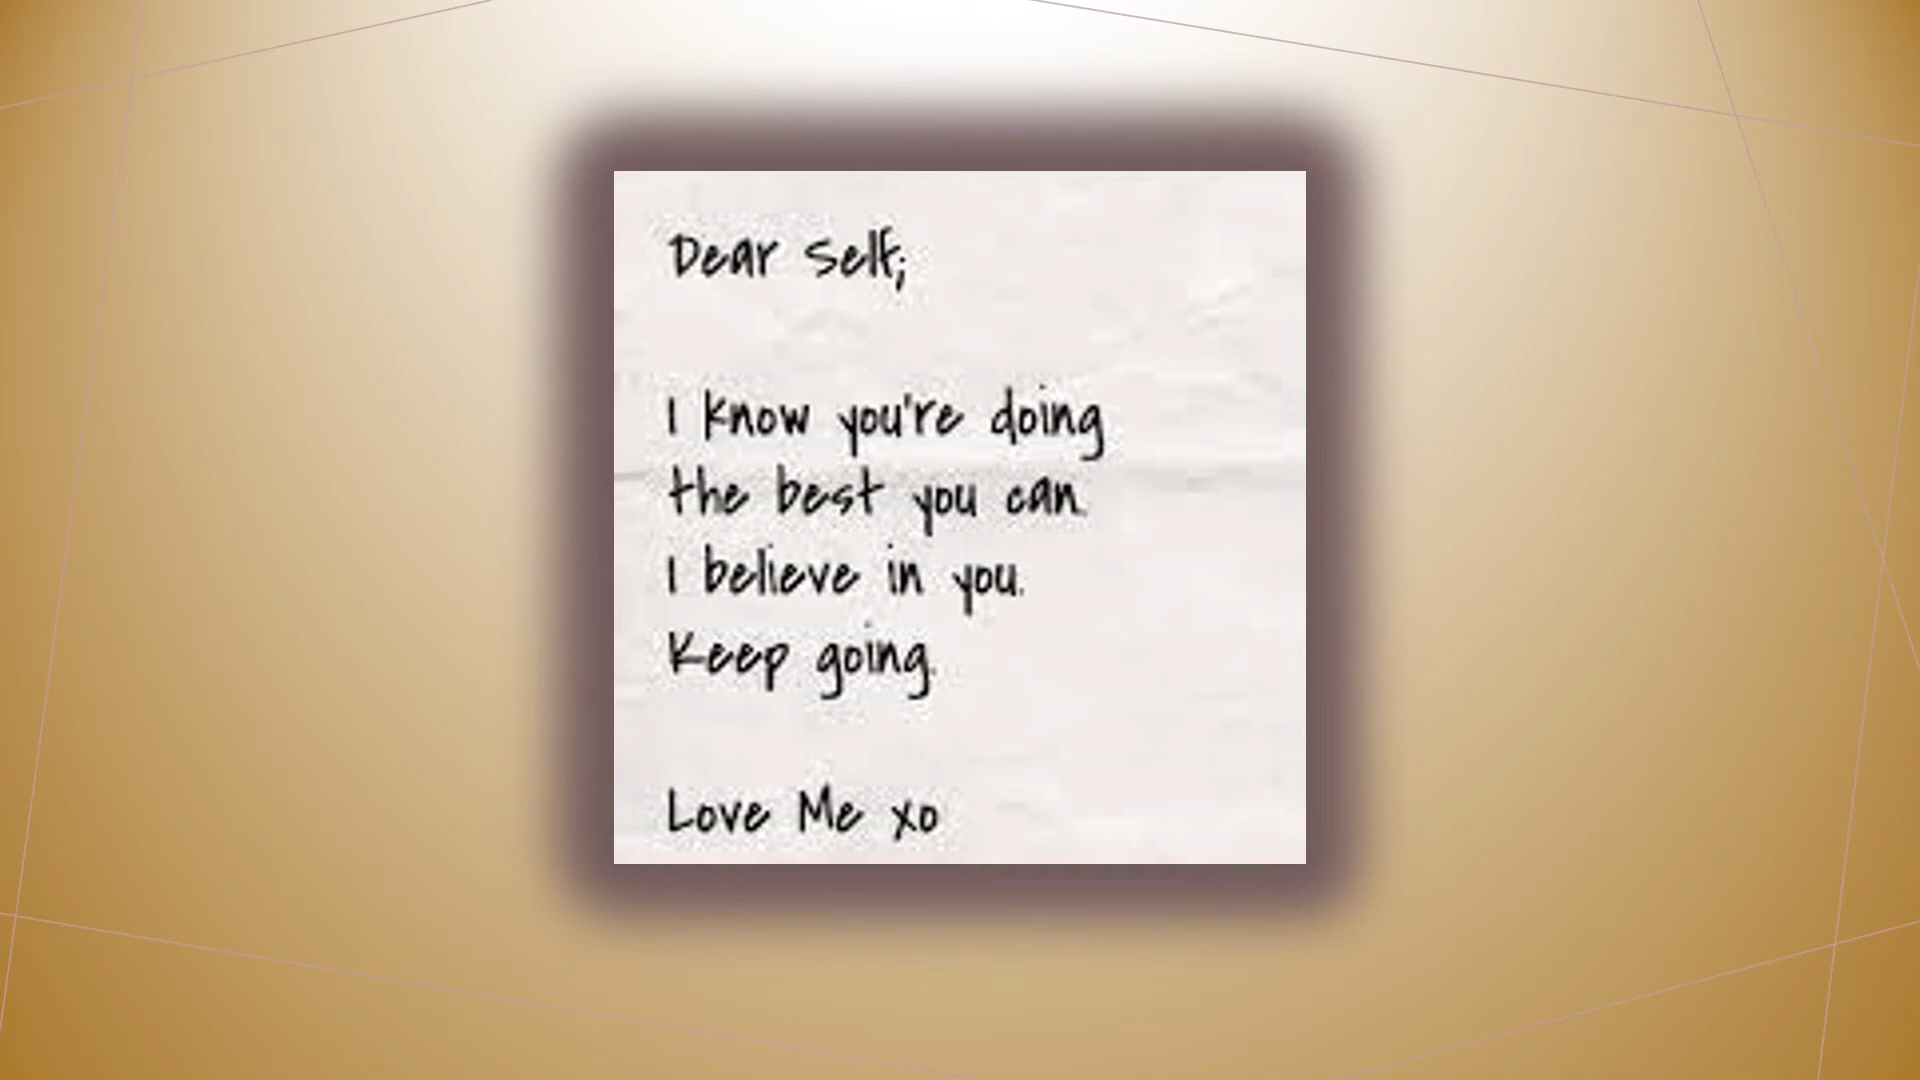 Dear Self;
I know you're doing
the best you can.
I believe in you.
Keep going.
Love Me xo